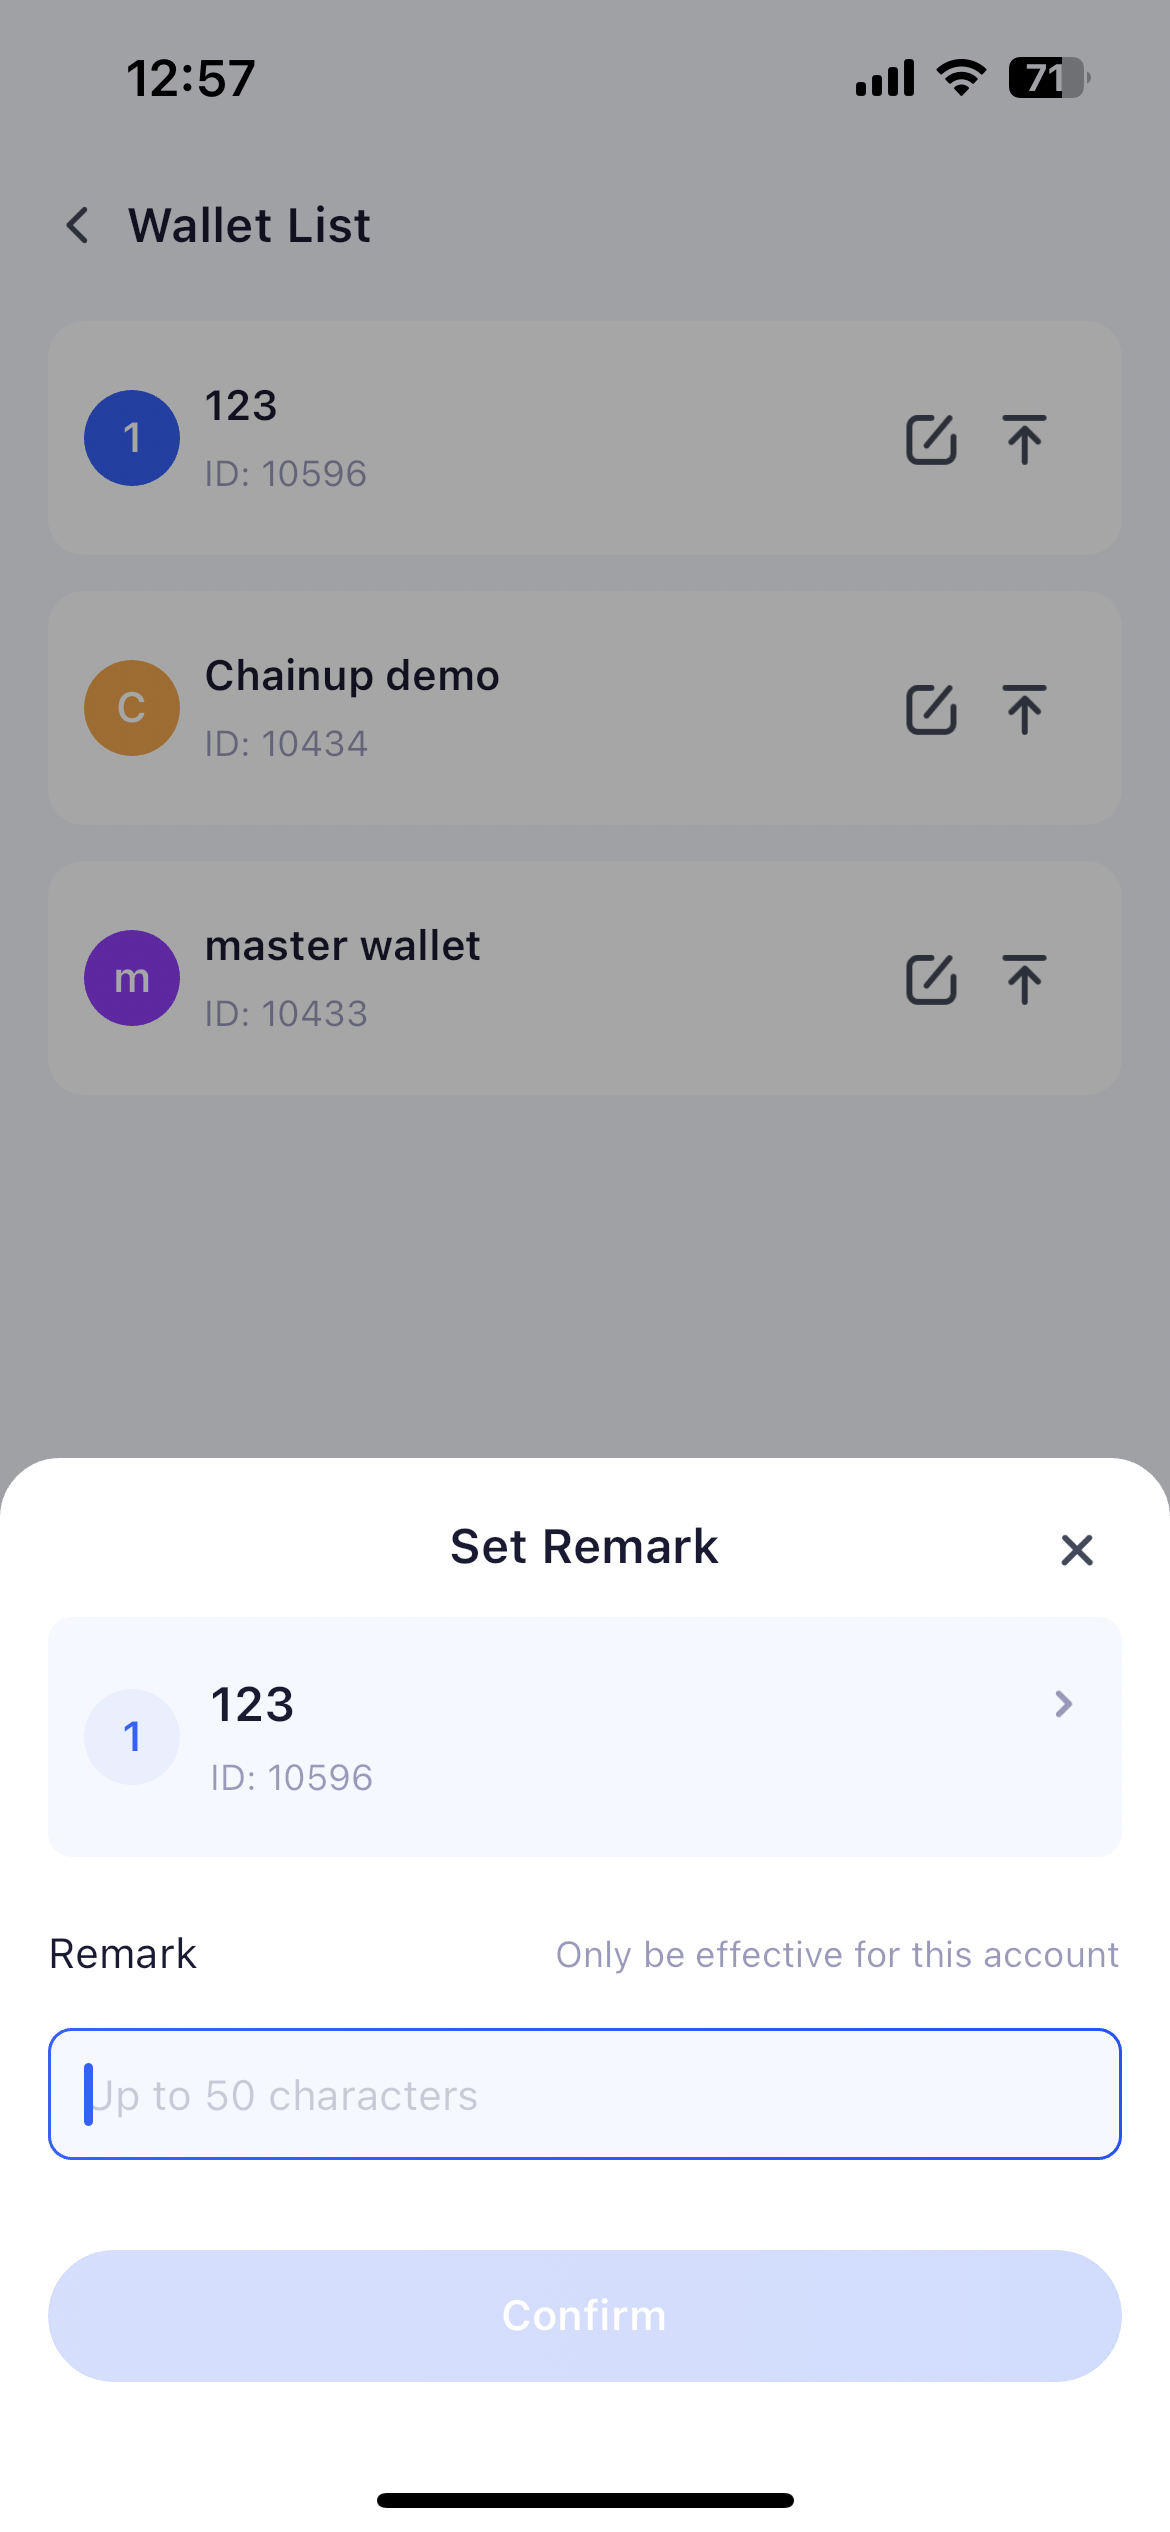 12:57
71
Wallet List
1
123
ID: 10596
C
Chainup demo
ID: 10434
m
master wallet
ID: 10433
Set Remark
1
123
ID: 10596
Remark
Only be effective for this account
Up to 50 characters
Confirm